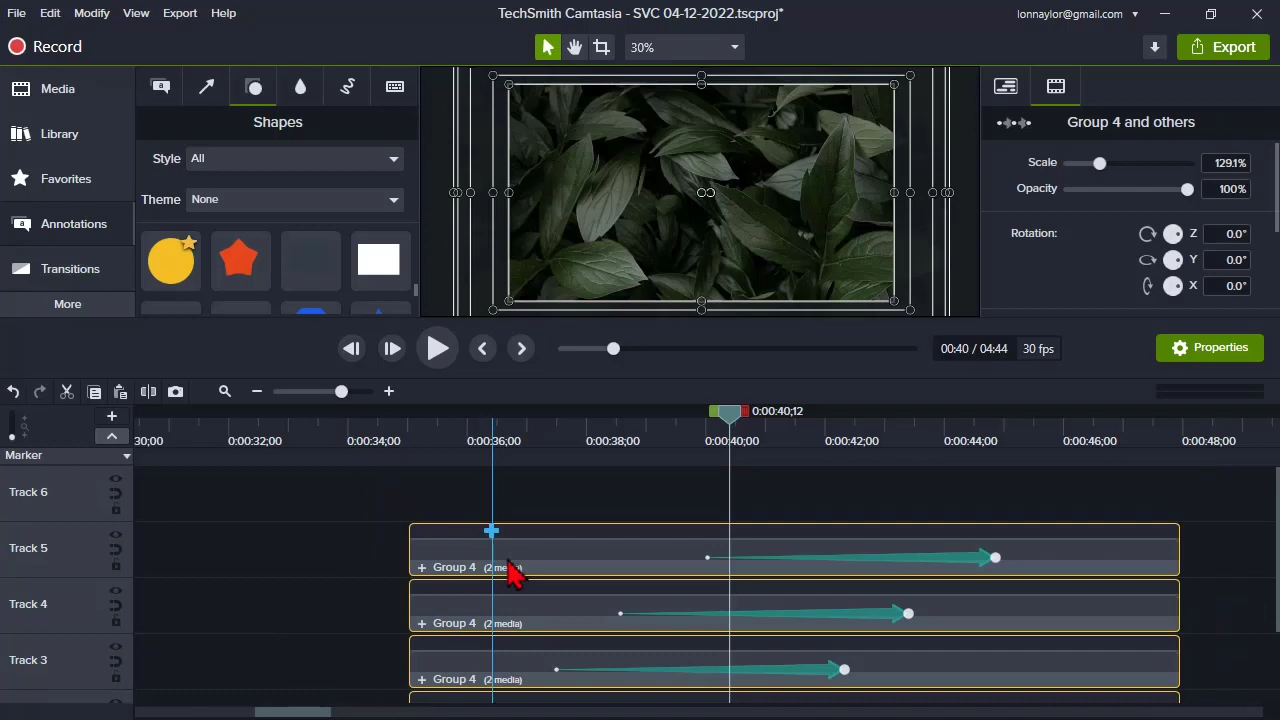 File Edit Modify View Export Help
TechSmith Camtasia - SVC 04-12-2022.tscproj*
lonnaylor@gmail.com
Record
30%
Export
Media
Library
Favorites
Annotations
Transitions
More
Shapes
Style All
Theme None
Group 4 and others
Scale 129.1%
Opacity 100%
Rotation: Z 0.0°
Y 0.0°
X 0.0°
00:40 / 04:44 30 fps
Properties
0:00:40;12
30;00 0:00:32;00 0:00:34;00 0:00:36;00 0:00:38;00 0:00:40;00 0:00:42;00 0:00:44;00 0:00:46;00 0:00:48;00
Marker
Track 6
Track 5
+ Group 4 (2 media)
Track 4
+ Group 4 (2 media)
Track 3
+ Group 4 (2 media)